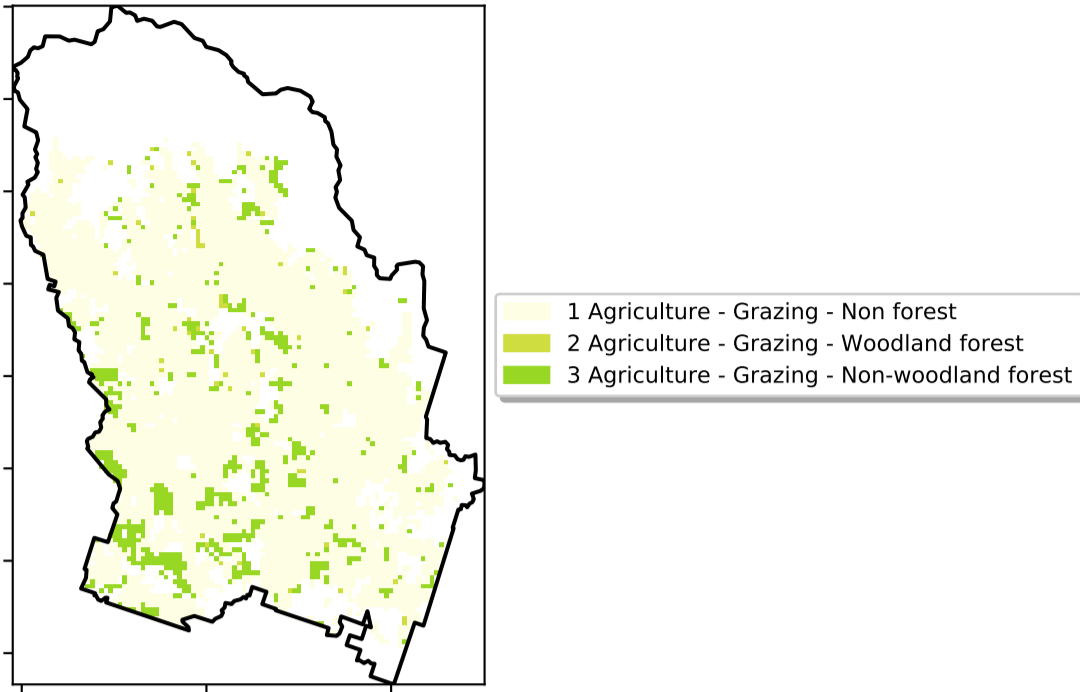 1 Agriculture - Grazing - Non forest
2 Agriculture - Grazing - Woodland forest
3 Agriculture - Grazing - Non-woodland forest